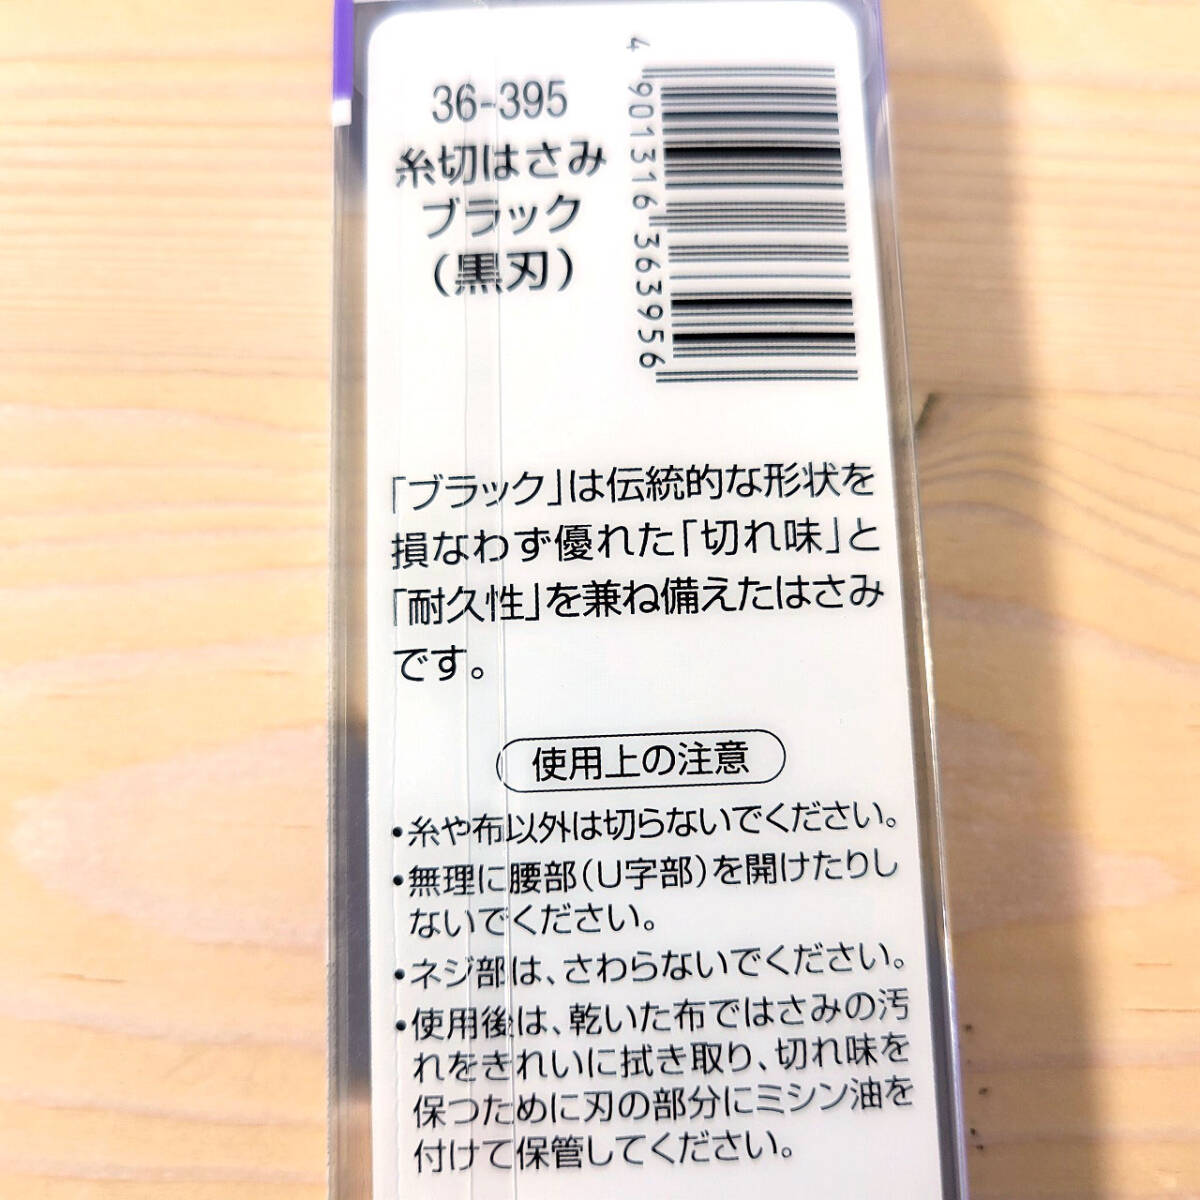 36-395
糸切はさみ
ブラック
(黒刃)
4 901316 363956
「ブラック」は伝統的な形状を
損なわず優れた「切れ味」と
「耐久性」を兼ね備えたはさみ
です。
使用上の注意
・糸や布以外は切らないでください。
・無理に腰部(U字部)を開けたりし
ないでください。
・ネジ部は、さわらないでください。
・使用後は、乾いた布ではさみの汚
れをきれいに拭き取り、切れ味を
保つために刃の部分にミシン油を
付けて保管してください。